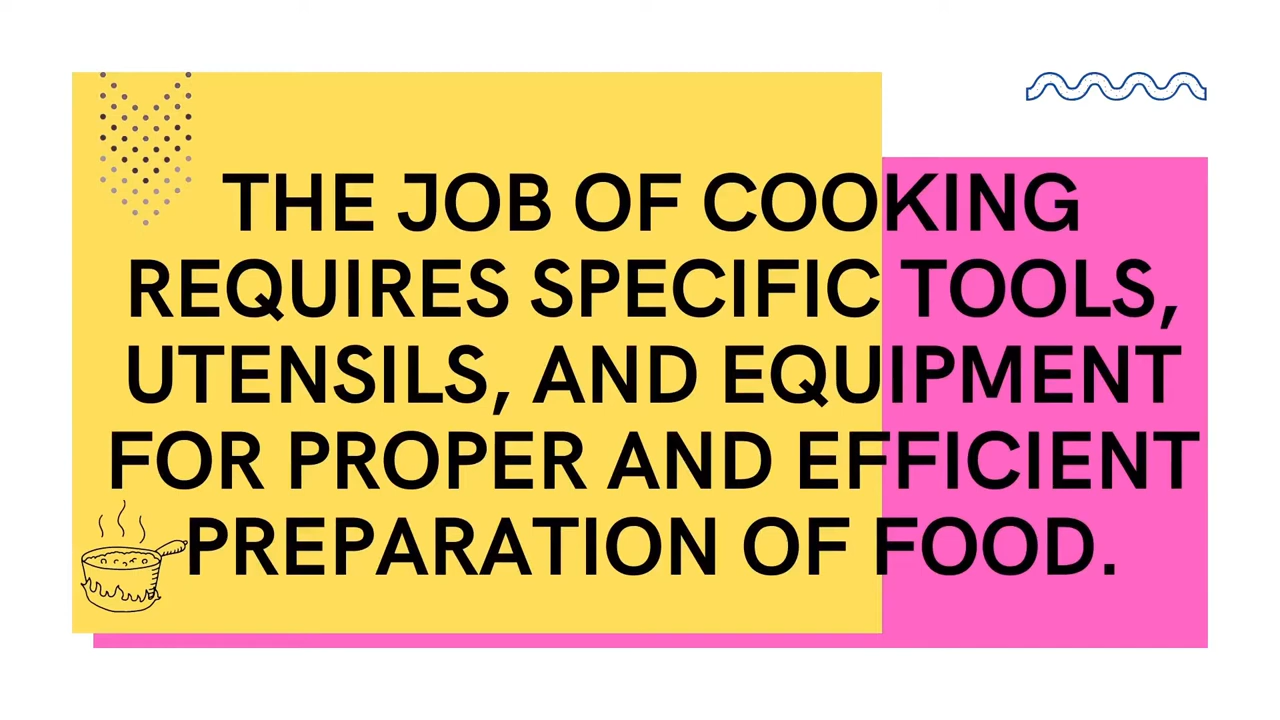 THE JOB OF COOKING
REQUIRES SPECIFIC TOOLS,
UTENSILS, AND EQUIPMENT
FOR PROPER AND EFFICIENT
PREPARATION OF FOOD.